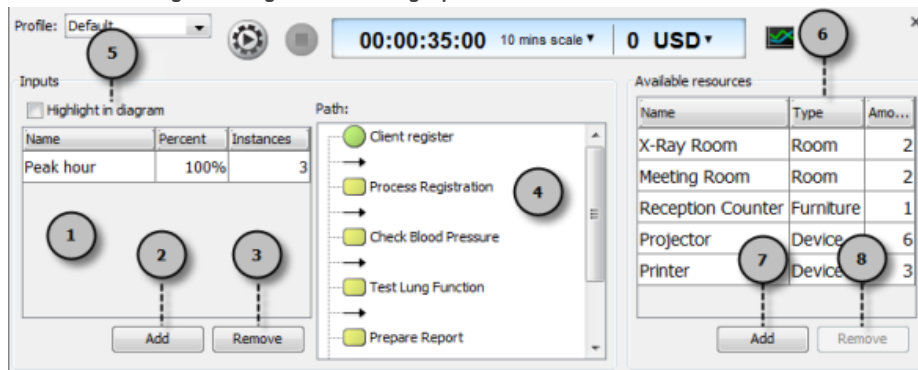 Profile: Default
00:00:35:00 10 mins scale ▼ 0 USD ▼
6
5
Inputs
Available resources
Highlight in diagram
Path:
Name Percent Instances
Peak hour 100% 3
Client register
Process Registration
Check Blood Pressure
Test Lung Function
Prepare Report
4
1
2
3
Add Remove
Name Type Amo...
X-Ray Room Room 2
Meeting Room Room 2
Reception Counter Furniture 1
Projector Device 6
Printer Device 3
7
8
Add Remove